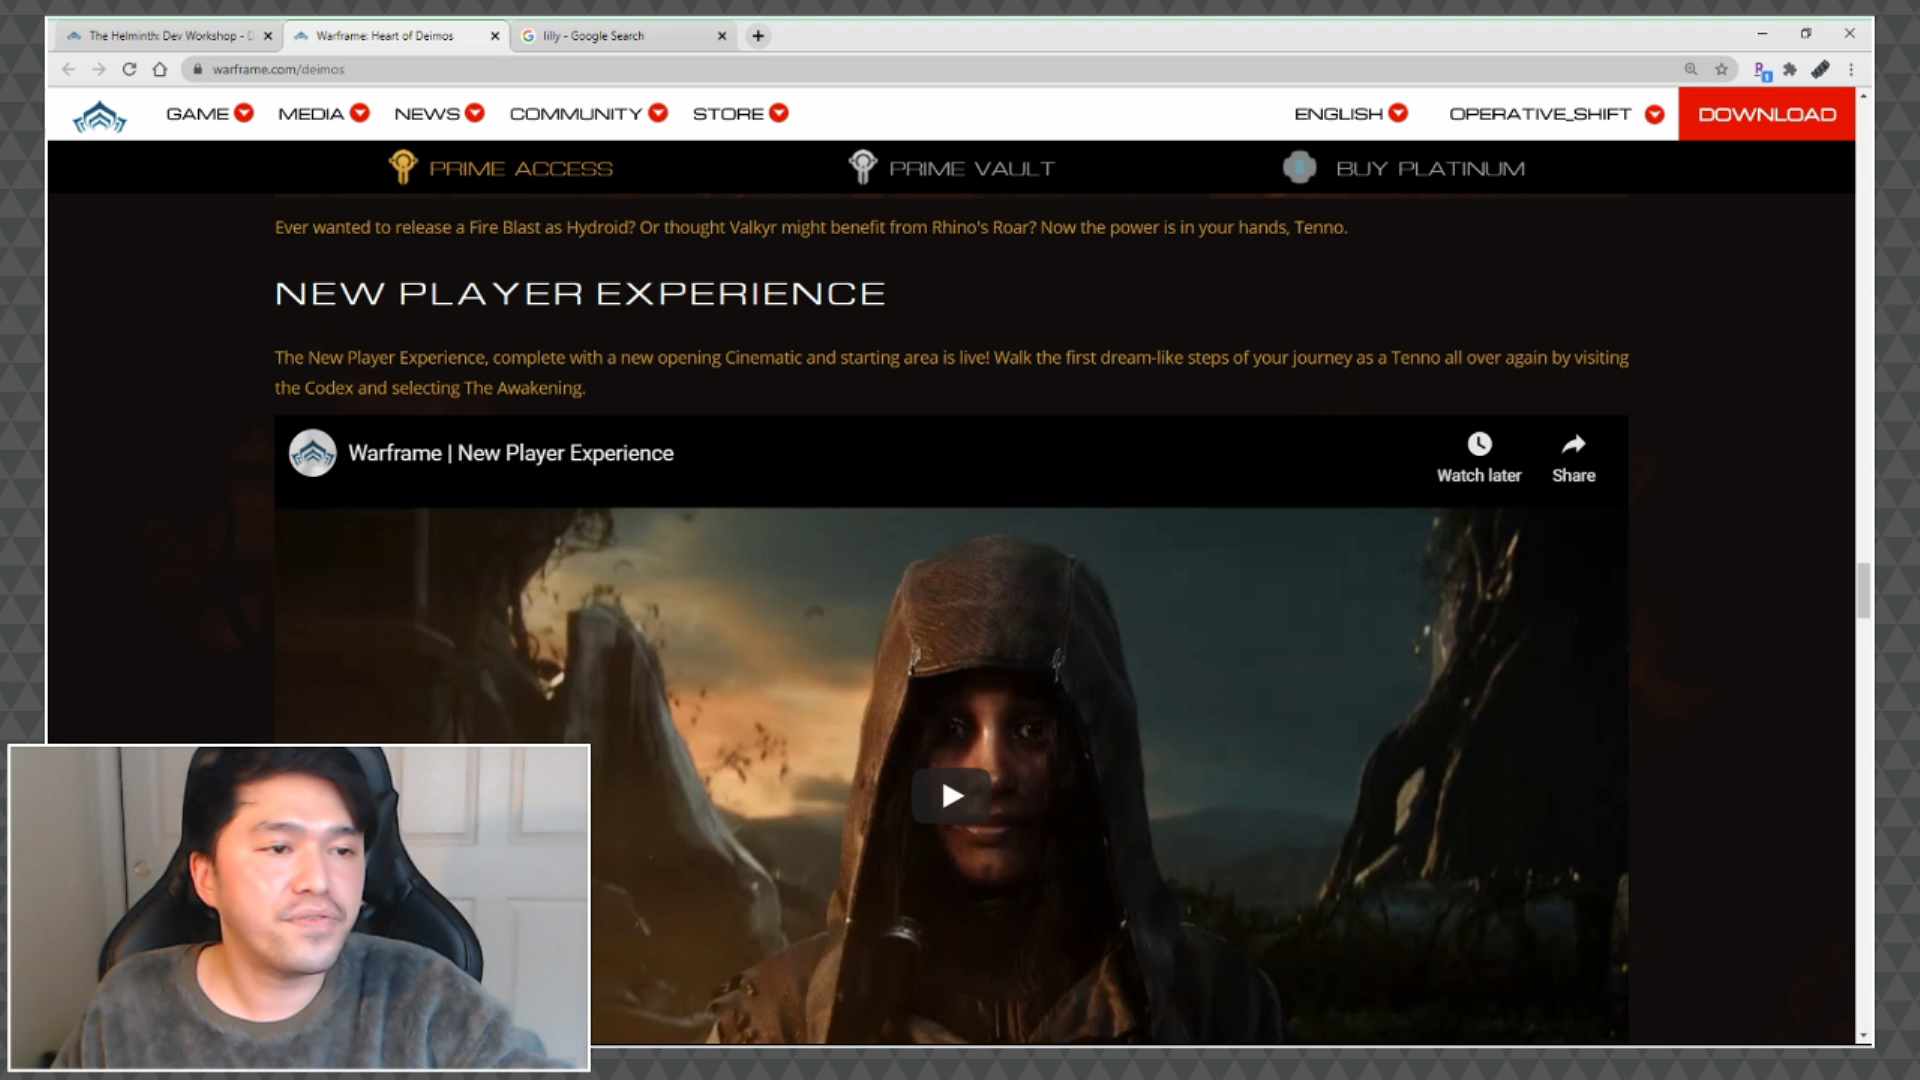 The Helminth: Dev Workshop - D
Warframe: Heart of Deimos
lilly - Google Search
warframe.com/deimos
GAME
MEDIA
NEWS
COMMUNITY
STORE
ENGLISH
OPERATIVE_SHIFT
DOWNLOAD
PRIME ACCESS
PRIME VAULT
BUY PLATINUM
Ever wanted to release a Fire Blast as Hydroid? Or thought Valkyr might benefit from Rhino's Roar? Now the power is in your hands, Tenno.
NEW PLAYER EXPERIENCE
The New Player Experience, complete with a new opening Cinematic and starting area is live! Walk the first dream-like steps of your journey as a Tenno all over again by visiting
the Codex and selecting The Awakening.
Warframe | New Player Experience
Watch later
Share